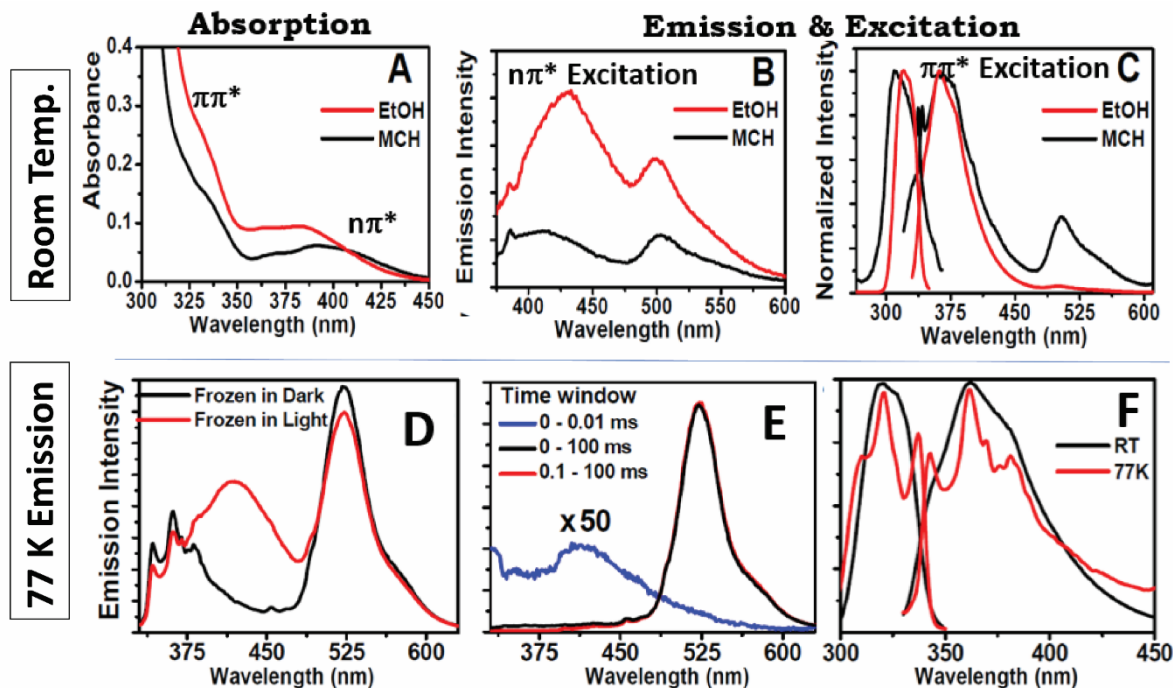 Absorption
Emission & Excitation
Room Temp.
A
ππ*
EtOH
MCH
nπ*
Absorbance
0.4
0.3
0.2
0.1
0.0
300 325 350 375 400 425 450
Wavelength (nm)
B
nπ* Excitation
EtOH
MCH
Emission Intensity
400 450 500 550 600
Wavelength (nm)
ππ* Excitation
C
EtOH
MCH
Normalized Intensity
300 375 450 525 600
Wavelength (nm)
77 K Emission
Frozen in Dark
Frozen in Light
D
Emission Intensity
375 450 525 600
Wavelength (nm)
Time window
0 - 0.01 ms
0 - 100 ms
0.1 - 100 ms
E
x50
375 450 525 600
Wavelength (nm)
F
RT
77K
300 350 400 450
Wavelength (nm)